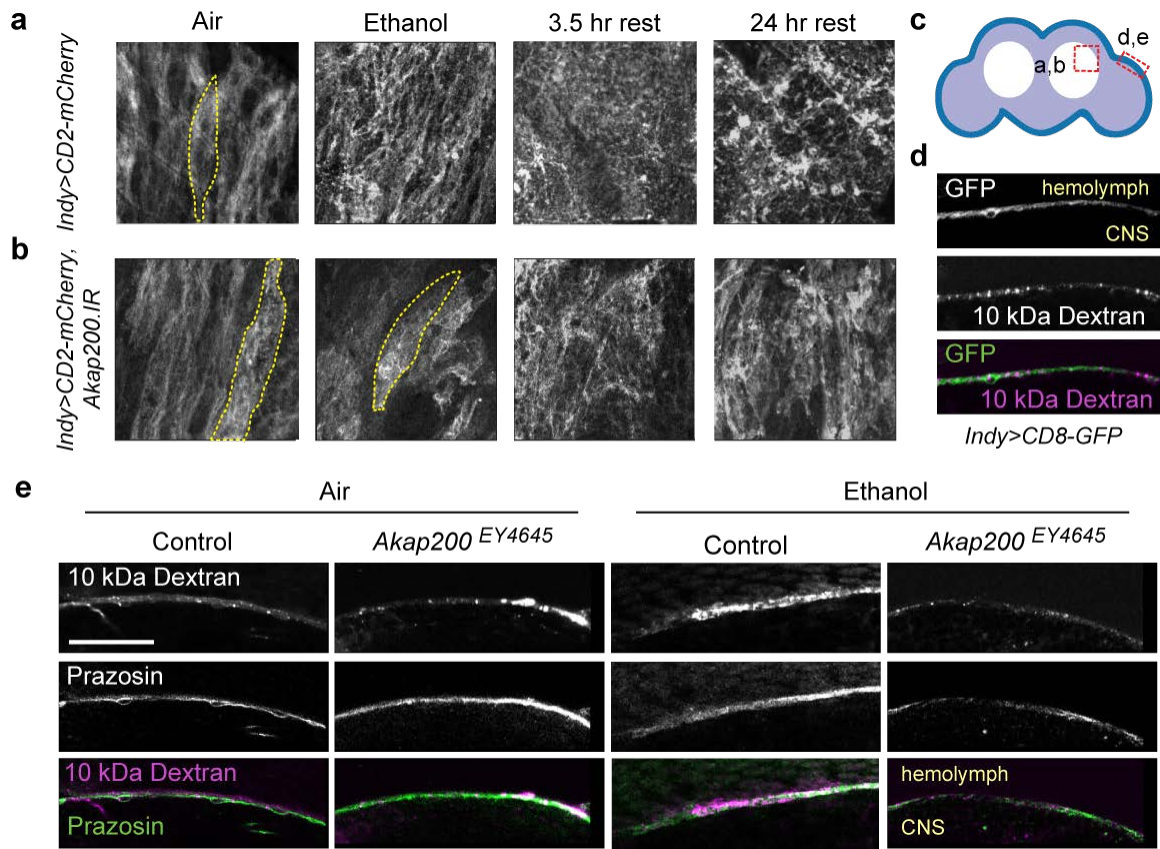 a
Air
Ethanol
3.5 hr rest
24 hr rest
Indy>CD2-mCherry
b
Indy>CD2-mCherry,
Akap200.IR
c
a,b
d,e
d
GFP
hemolymph
CNS
10 kDa Dextran
GFP
10 kDa Dextran
Indy>CD8-GFP
e
Air
Ethanol
Control
Akap200 EY4645
Control
Akap200 EY4645
10 kDa Dextran
Prazosin
10 kDa Dextran
Prazosin
hemolymph
CNS